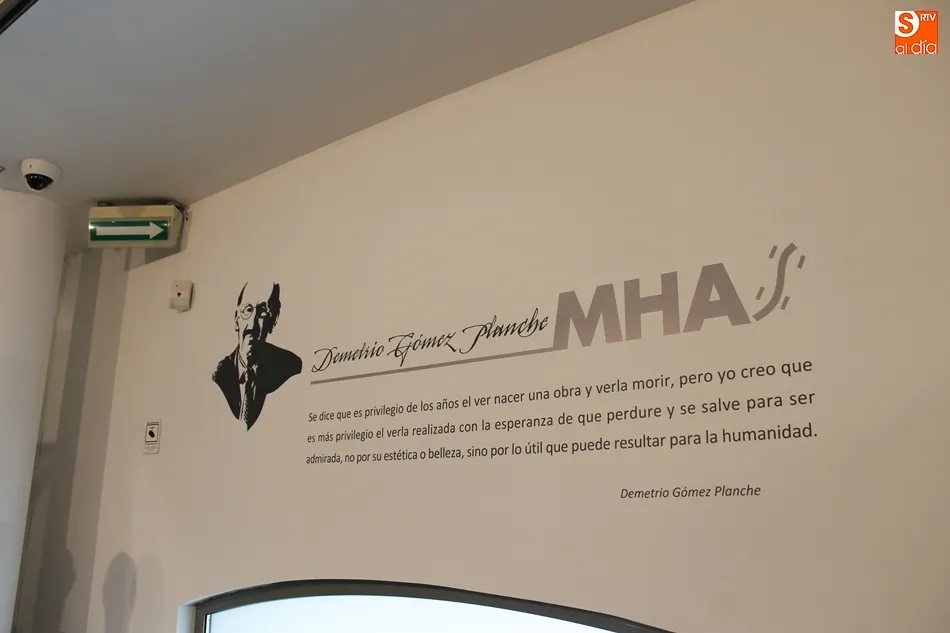 S RTV
al día
Demetrio Gómez Planche MHAS
Se dice que es privilegio de los años el ver nacer una obra y verla morir, pero yo creo que
es más privilegio el verla realizada con la esperanza de que perdure y se salve para ser
admirada, no por su estética o belleza, sino por lo útil que puede resultar para la humanidad.
Demetrio Gómez Planche